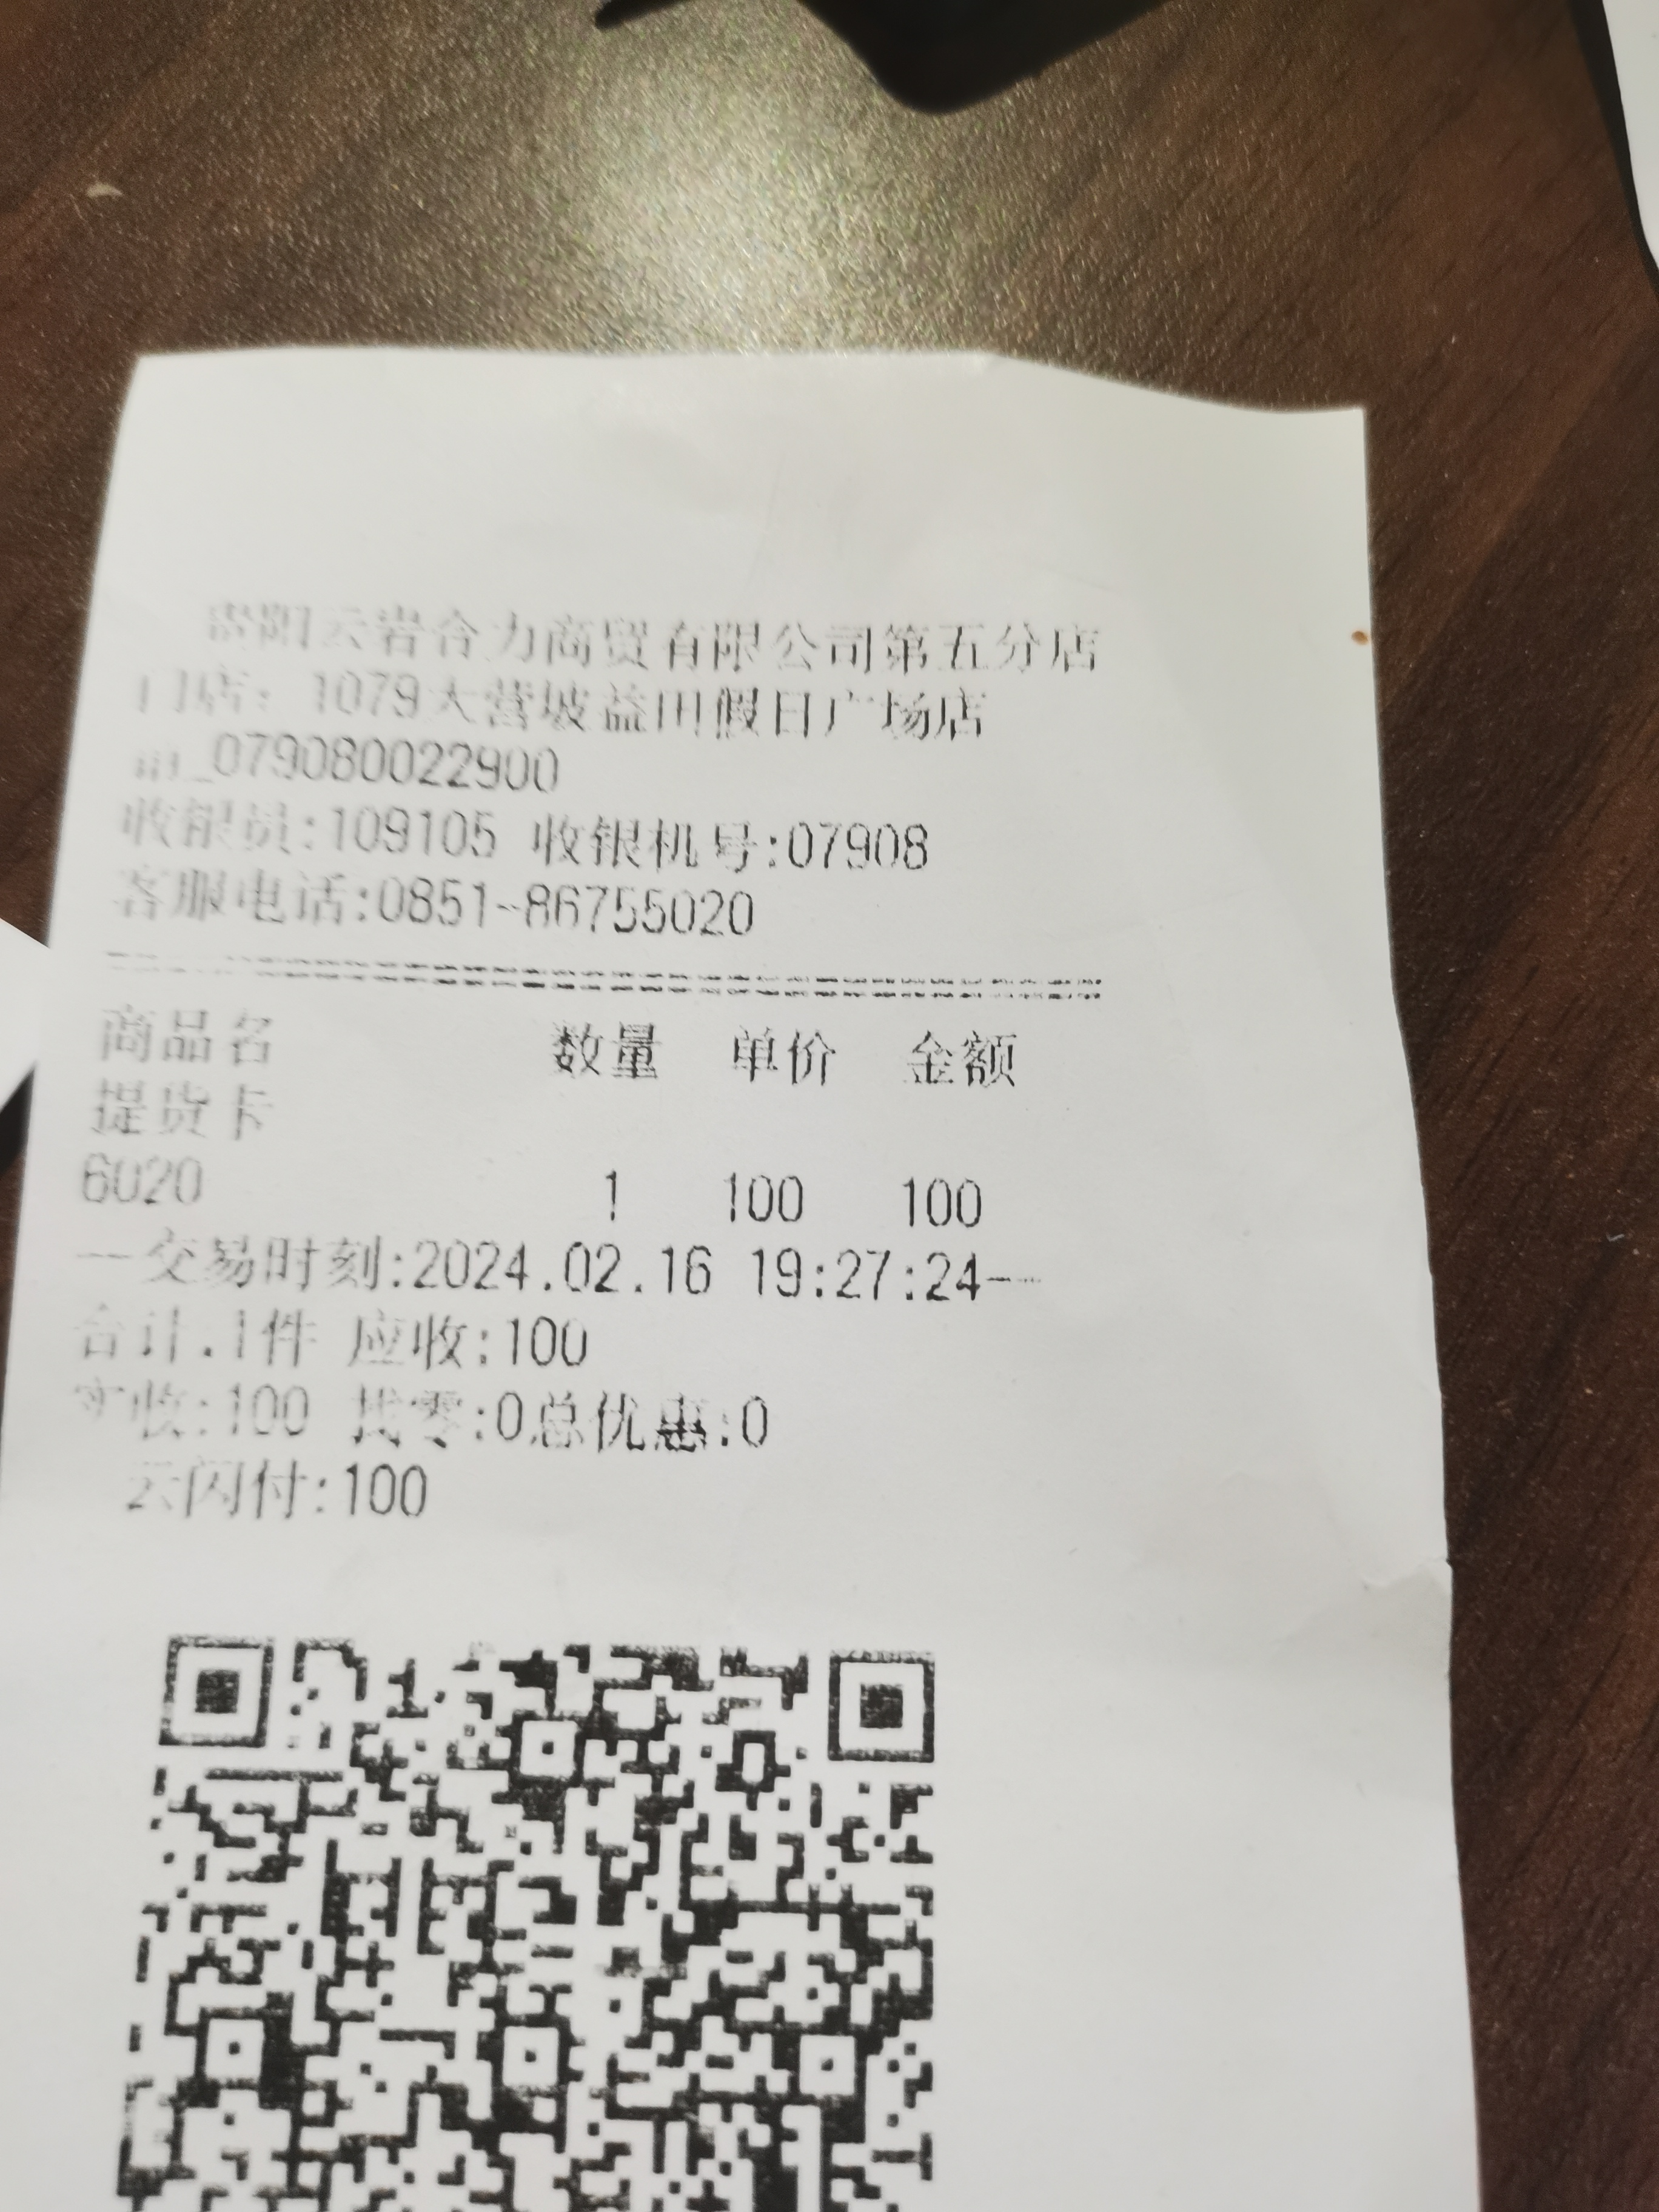 贵阳云岩合力商贸有限公司第五分店
门店: 1079大营坡益田假日广场店
_079080022900
收银员:109105 收银机号:07908
客服电话:0851-86755020
商品名 数量 单价 金额
提货卡
6020 1 100 100
--交易时刻:2024.02.16 19:27:24--
合计.1件 应收:100
实收:100 找零:0总优惠:0
云闪付:100